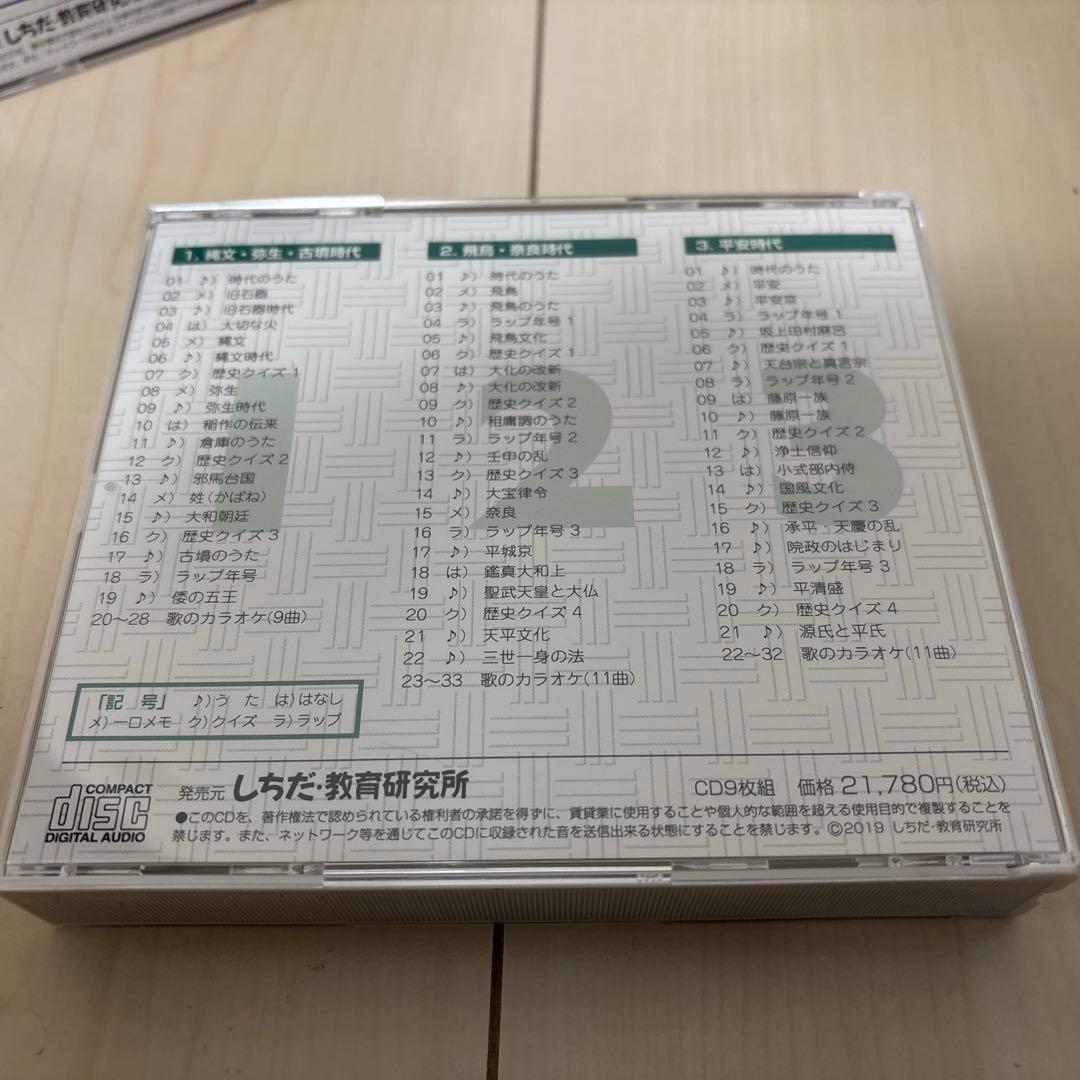 しちだ・教育研究所
1. 縄文・弥生・古墳時代
01 ♪) 時代のうた
02 メ) 旧石器
03 ♪) 旧石器時代
04 は) 大切な火
05 メ) 縄文
06 ♪) 縄文時代
07 ク) 歴史クイズ 1
08 メ) 弥生
09 ♪) 弥生時代
10 は) 稲作の伝来
11 ♪) 倉庫のうた
12 ク) 歴史クイズ 2
13 ♪) 邪馬台国
14 メ) 姓(かばね)
15 ♪) 大和朝廷
16 ク) 歴史クイズ 3
17 ♪) 古墳のうた
18 ラ) ラップ年号
19 ♪) 倭の五王
20～28 歌のカラオケ(9曲)
2. 飛鳥・奈良時代
01 ♪) 時代のうた
02 メ) 飛鳥
03 ♪) 飛鳥のうた
04 ラ) ラップ年号 1
05 ♪) 飛鳥文化
06 ク) 歴史クイズ 1
07 は) 大化の改新
08 ♪) 大化の改新
09 ク) 歴史クイズ 2
10 ♪) 租庸調のうた
11 ラ) ラップ年号 2
12 ♪) 壬申の乱
13 ク) 歴史クイズ 3
14 ♪) 大宝律令
15 メ) 奈良
16 ラ) ラップ年号 3
17 ♪) 平城京
18 は) 鑑真大和上
19 ♪) 聖武天皇と大仏
20 ク) 歴史クイズ 4
21 ♪) 天平文化
22 ♪) 三世一身の法
23～33 歌のカラオケ(11曲)
3. 平安時代
01 ♪) 時代のうた
02 メ) 平安
03 ♪) 平安京
04 ラ) ラップ年号 1
05 ♪) 坂上田村麻呂
06 ク) 歴史クイズ 1
07 ♪) 天台宗と真言宗
08 ラ) ラップ年号 2
09 は) 藤原一族
10 ♪) 藤原一族
11 ク) 歴史クイズ 2
12 ♪) 浄土信仰
13 は) 小式部内侍
14 ♪) 国風文化
15 ク) 歴史クイズ 3
16 ♪) 承平・天慶の乱
17 ♪) 院政のはじまり
18 ラ) ラップ年号 3
19 ♪) 平清盛
20 ク) 歴史クイズ 4
21 ♪) 源氏と平氏
22～32 歌のカラオケ(11曲)
1 2 3
「記 号」 ♪)う た は)はなし
メ)一口メモ ク)クイズ ラ)ラップ
COMPACT
disc
DIGITAL AUDIO
発売元 しちだ・教育研究所
CD9枚組 価格 21,780円(税込)
●このCDを、著作権法で認められている権利者の承諾を得ずに、賃貸業に使用することや個人的な範囲を超える使用目的で複製することを
禁じます。また、ネットワーク等を通じてこのCDに収録された音を送信出来る状態にすることを禁じます。Ⓒ2019 しちだ・教育研究所